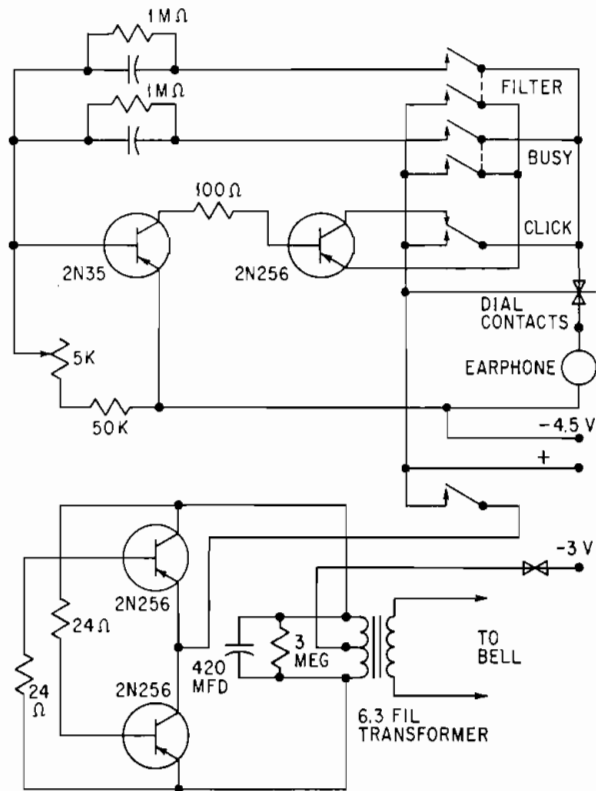 1MΩ
FILTER
1MΩ
BUSY
100Ω
CLICK
2N35
2N256
DIAL
CONTACTS
5K
EARPHONE
50K
-4.5 V
+
-3 V
2N256
24Ω
3
MEG
TO
BELL
420
MFD
24
Ω
2N256
6.3 FIL
TRANSFORMER